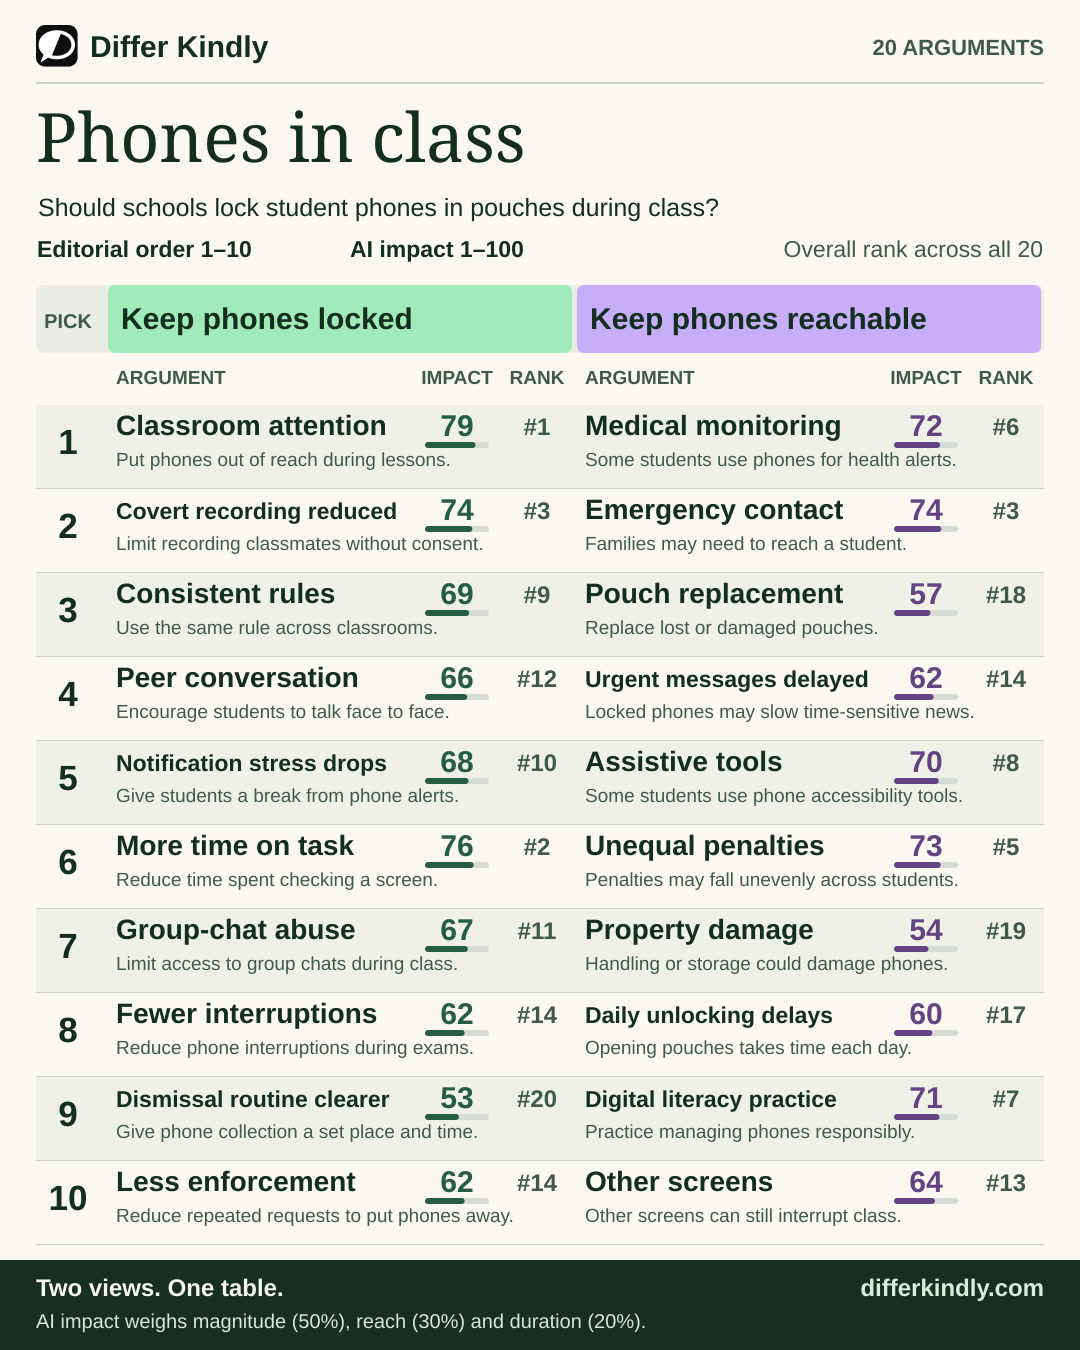 Differ Kindly
20 ARGUMENTS
Phones in class
Should schools lock student phones in pouches during class?
Editorial order 1–10
AI impact 1–100
Overall rank across all 20
PICK
Keep phones locked
Keep phones reachable
ARGUMENT IMPACT RANK ARGUMENT IMPACT RANK
1 Classroom attention 79 #1 Medical monitoring 72 #6
Put phones out of reach during lessons. Some students use phones for health alerts.
2 Covert recording reduced 74 #3 Emergency contact 74 #3
Limit recording classmates without consent. Families may need to reach a student.
3 Consistent rules 69 #9 Pouch replacement 57 #18
Use the same rule across classrooms. Replace lost or damaged pouches.
4 Peer conversation 66 #12 Urgent messages delayed 62 #14
Encourage students to talk face to face. Locked phones may slow time-sensitive news.
5 Notification stress drops 68 #10 Assistive tools 70 #8
Give students a break from phone alerts. Some students use phone accessibility tools.
6 More time on task 76 #2 Unequal penalties 73 #5
Reduce time spent checking a screen. Penalties may fall unevenly across students.
7 Group-chat abuse 67 #11 Property damage 54 #19
Limit access to group chats during class. Handling or storage could damage phones.
8 Fewer interruptions 62 #14 Daily unlocking delays 60 #17
Reduce phone interruptions during exams. Opening pouches takes time each day.
9 Dismissal routine clearer 53 #20 Digital literacy practice 71 #7
Give phone collection a set place and time. Practice managing phones responsibly.
10 Less enforcement 62 #14 Other screens 64 #13
Reduce repeated requests to put phones away. Other screens can still interrupt class.
Two views. One table.
differkindly.com
AI impact weighs magnitude (50%), reach (30%) and duration (20%).